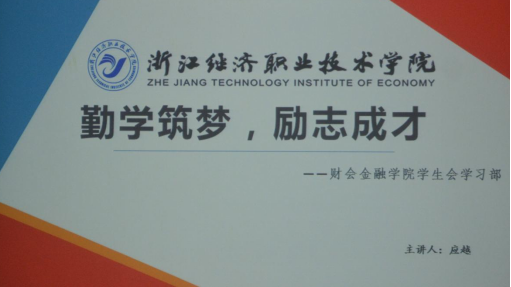 浙江经济职业技术学院
ZHE JIANG TECHNOLOGY INSTITUTE OF ECONOMY
勤学筑梦，励志成才
——财会金融学院学生会学习部
主讲人：应越